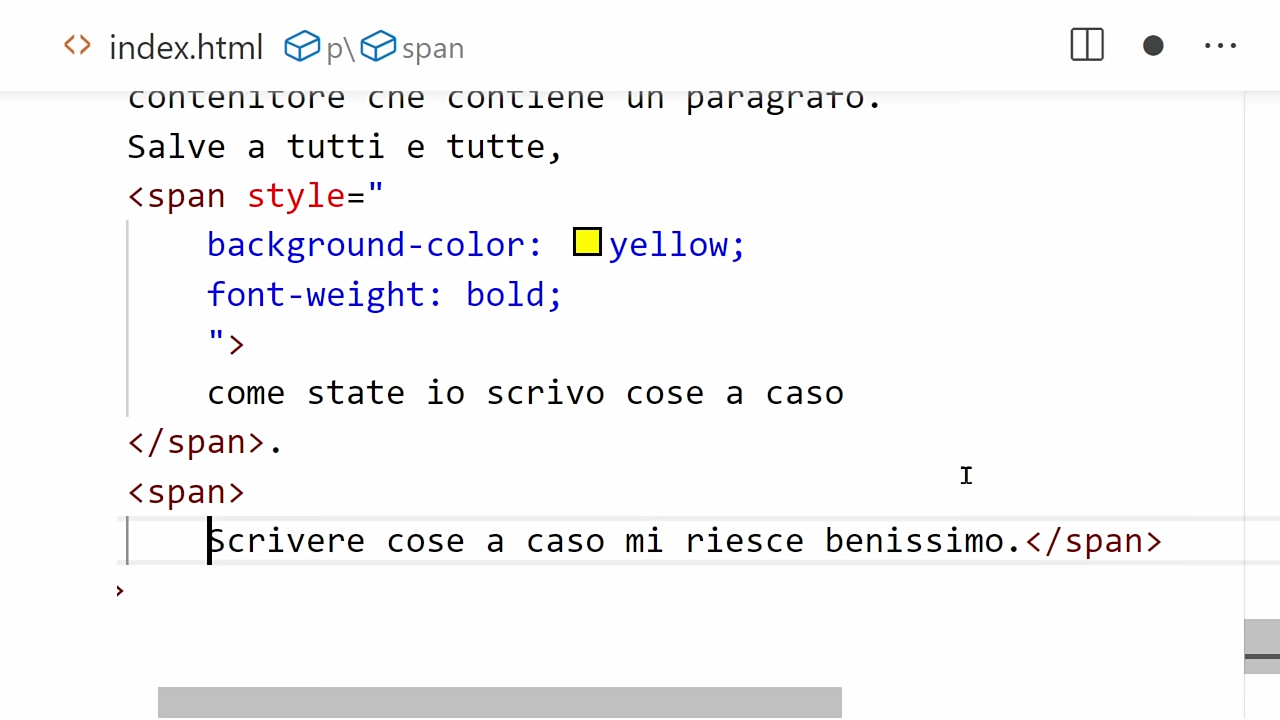 index.html p\ span
contenitore che contiene un paragrafo.
Salve a tutti e tutte,
<span style="
background-color: yellow;
font-weight: bold;
">
come state io scrivo cose a caso
</span>.
<span>
Scrivere cose a caso mi riesce benissimo.</span>
>